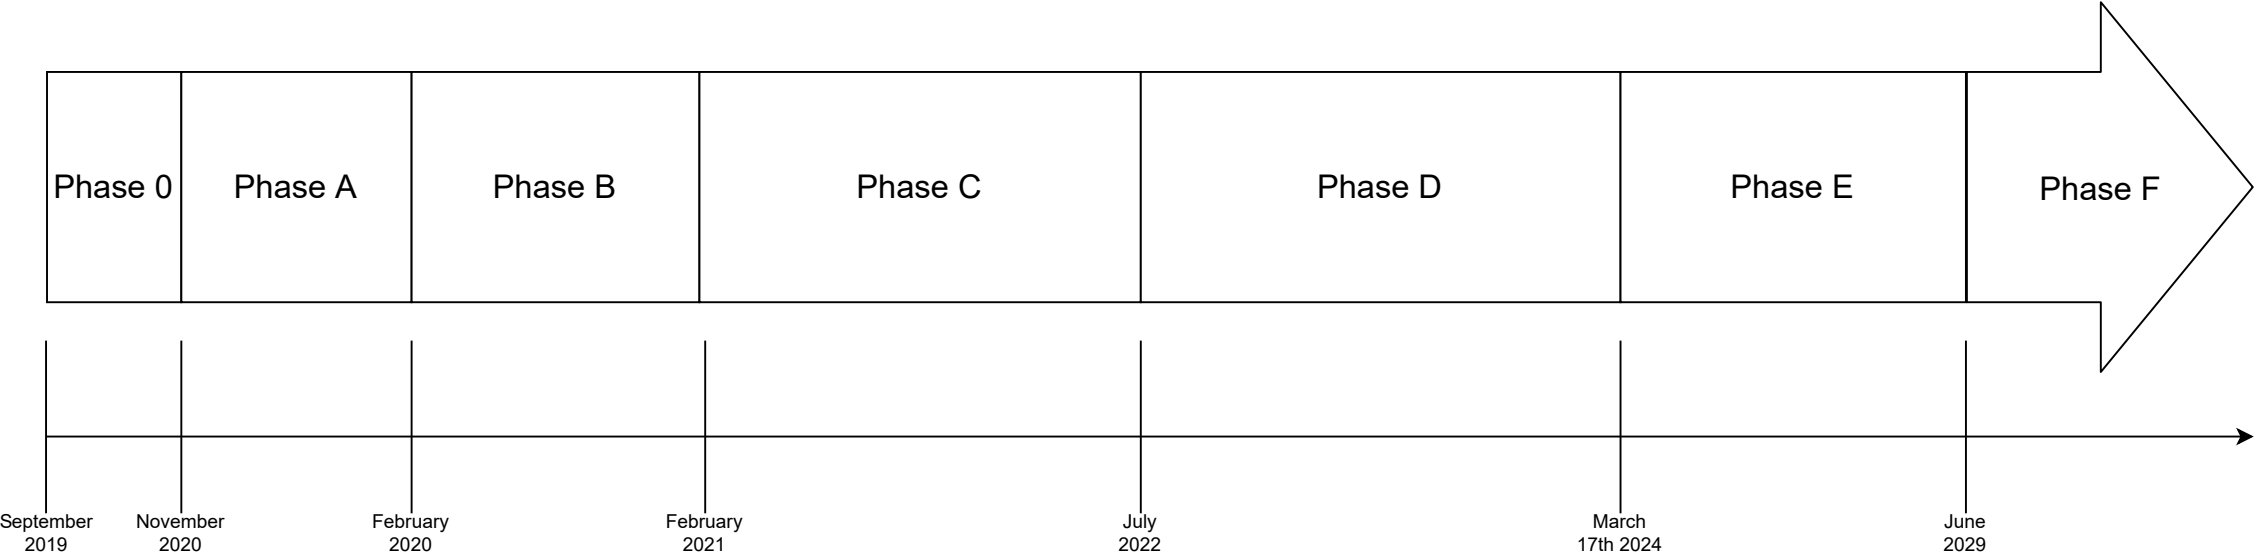 Phase 0
Phase A
Phase B
Phase C
Phase D
Phase E
Phase F
September
2019
November
2020
February
2020
February
2021
July
2022
March
17th 2024
June
2029